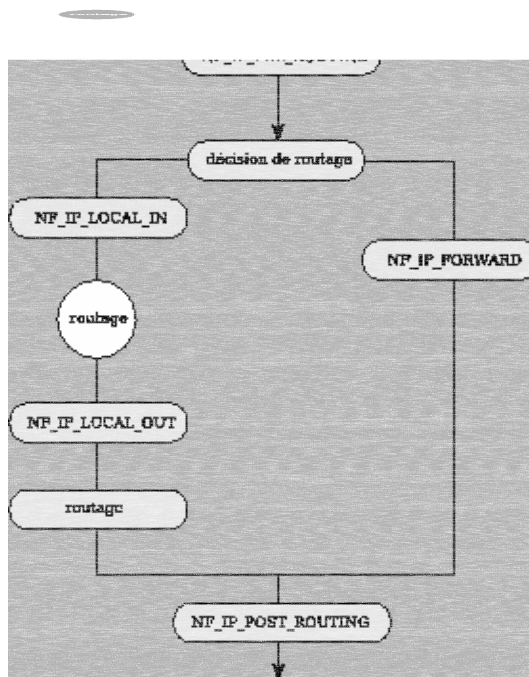 décision de routage
NF_IP_LOCAL_IN
NF_IP_FORWARD
routage
NF_IP_LOCAL_OUT
routage
NF_IP_POST_ROUTING